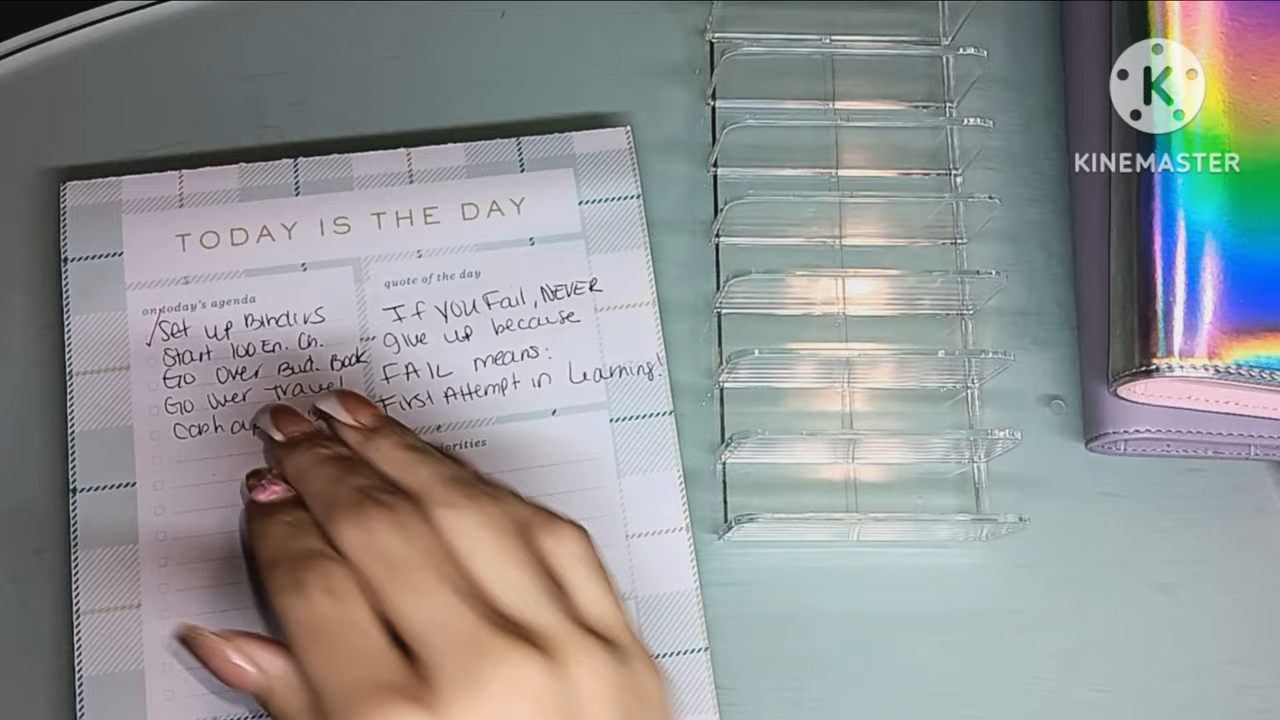 TODAY IS THE DAY
on today's agenda
Set up Binders
Start 100 En. Ch.
Go Over Bud. Book
Go Over Travel
quote of the day
If You Fail, NEVER
give up because
FAIL means:
First Attempt in Learning!
KINEMASTER